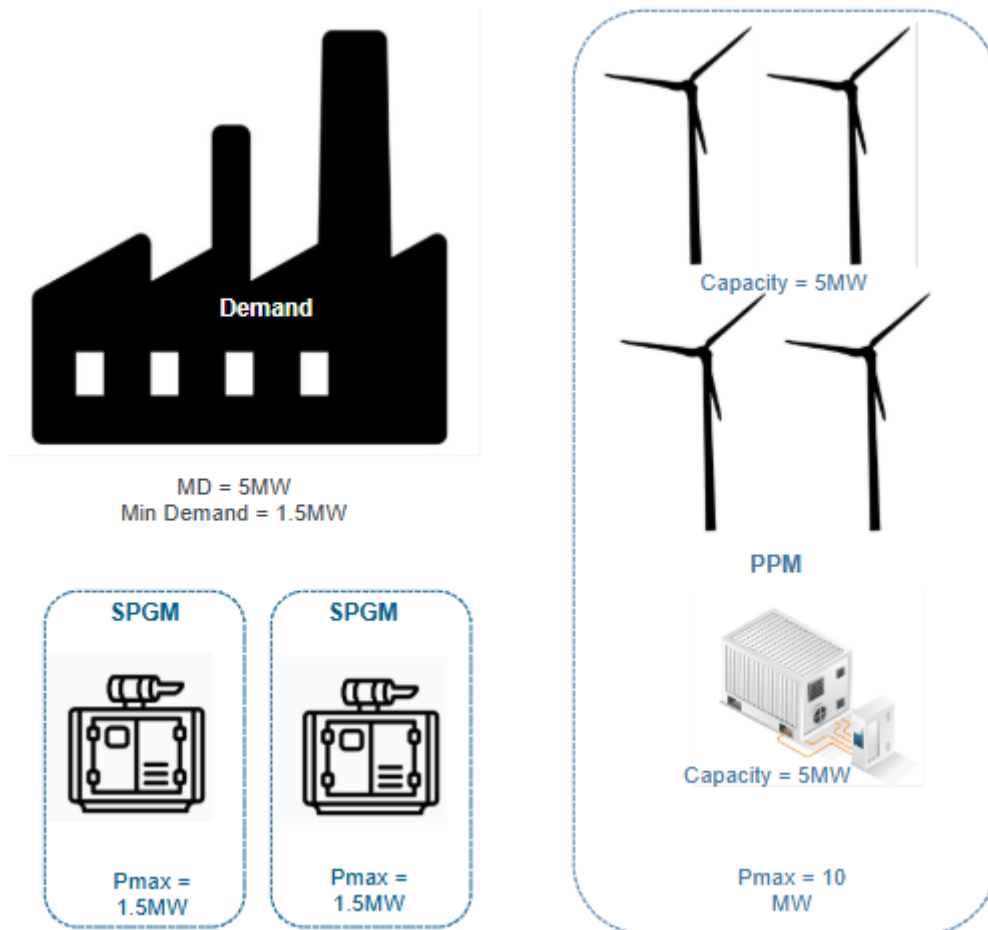 Demand
MD = 5MW
Min Demand = 1.5MW
SPGM
Pmax =
1.5MW
SPGM
Pmax =
1.5MW
Capacity = 5MW
PPM
Capacity = 5MW
Pmax = 10
MW